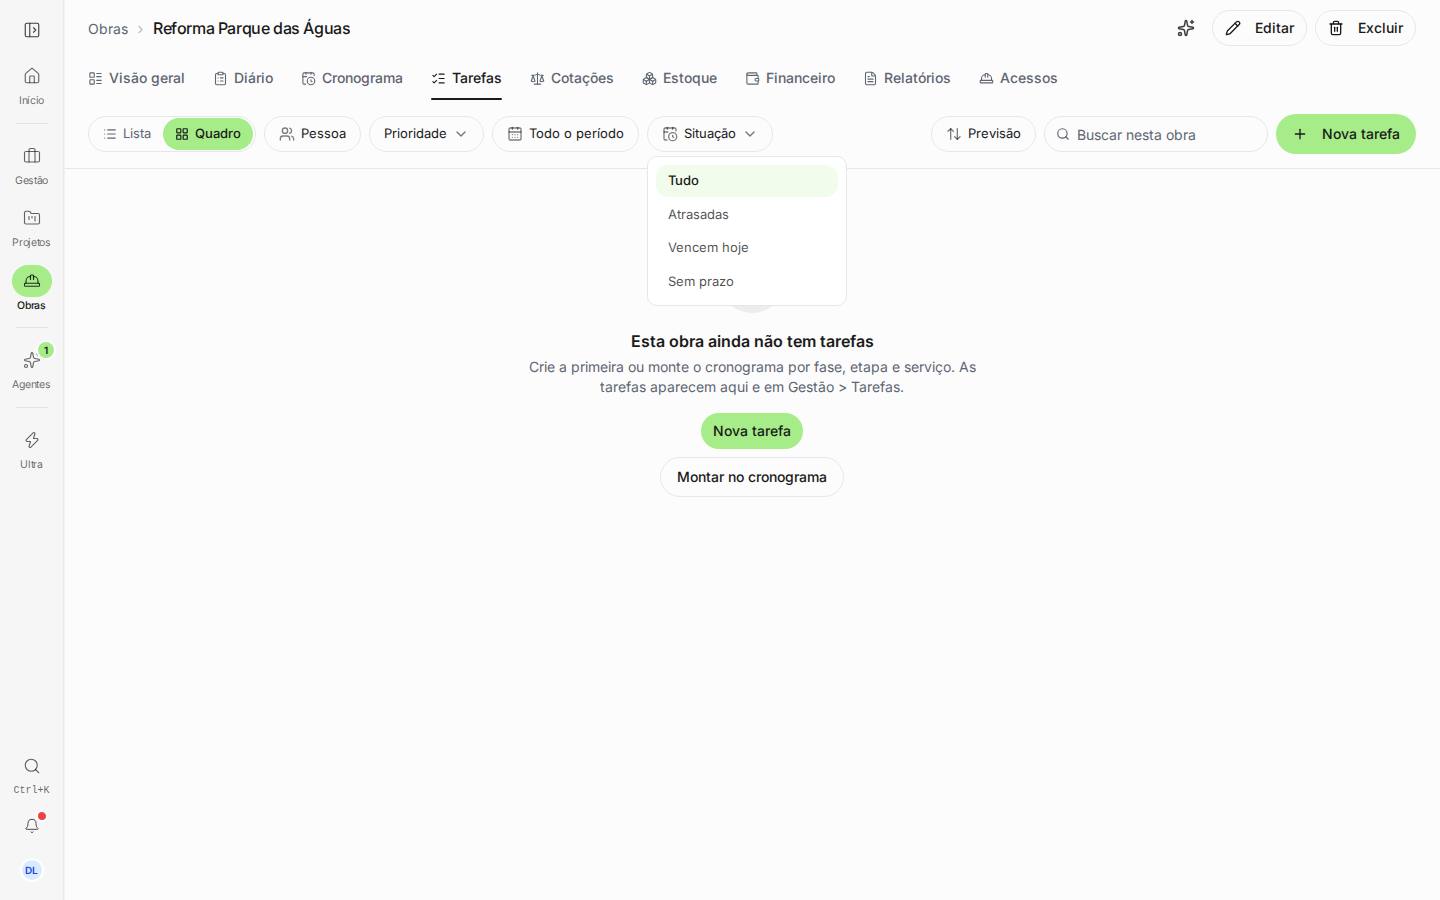 Obras
Reforma Parque das Águas
Editar
Excluir
Visão geral
Diário
Cronograma
Tarefas
Cotações
Estoque
Financeiro
Relatórios
Acessos
Lista
Quadro
Pessoa
Prioridade
Todo o período
Situação
Previsão
Buscar nesta obra
Nova tarefa
Tudo
Atrasadas
Vencem hoje
Sem prazo
Esta obra ainda não tem tarefas
Crie a primeira ou monte o cronograma por fase, etapa e serviço. As
tarefas aparecem aqui e em Gestão > Tarefas.
Nova tarefa
Montar no cronograma
Início
Gestão
Projetos
Obras
1
Agentes
Ultra
Ctrl+K
DL